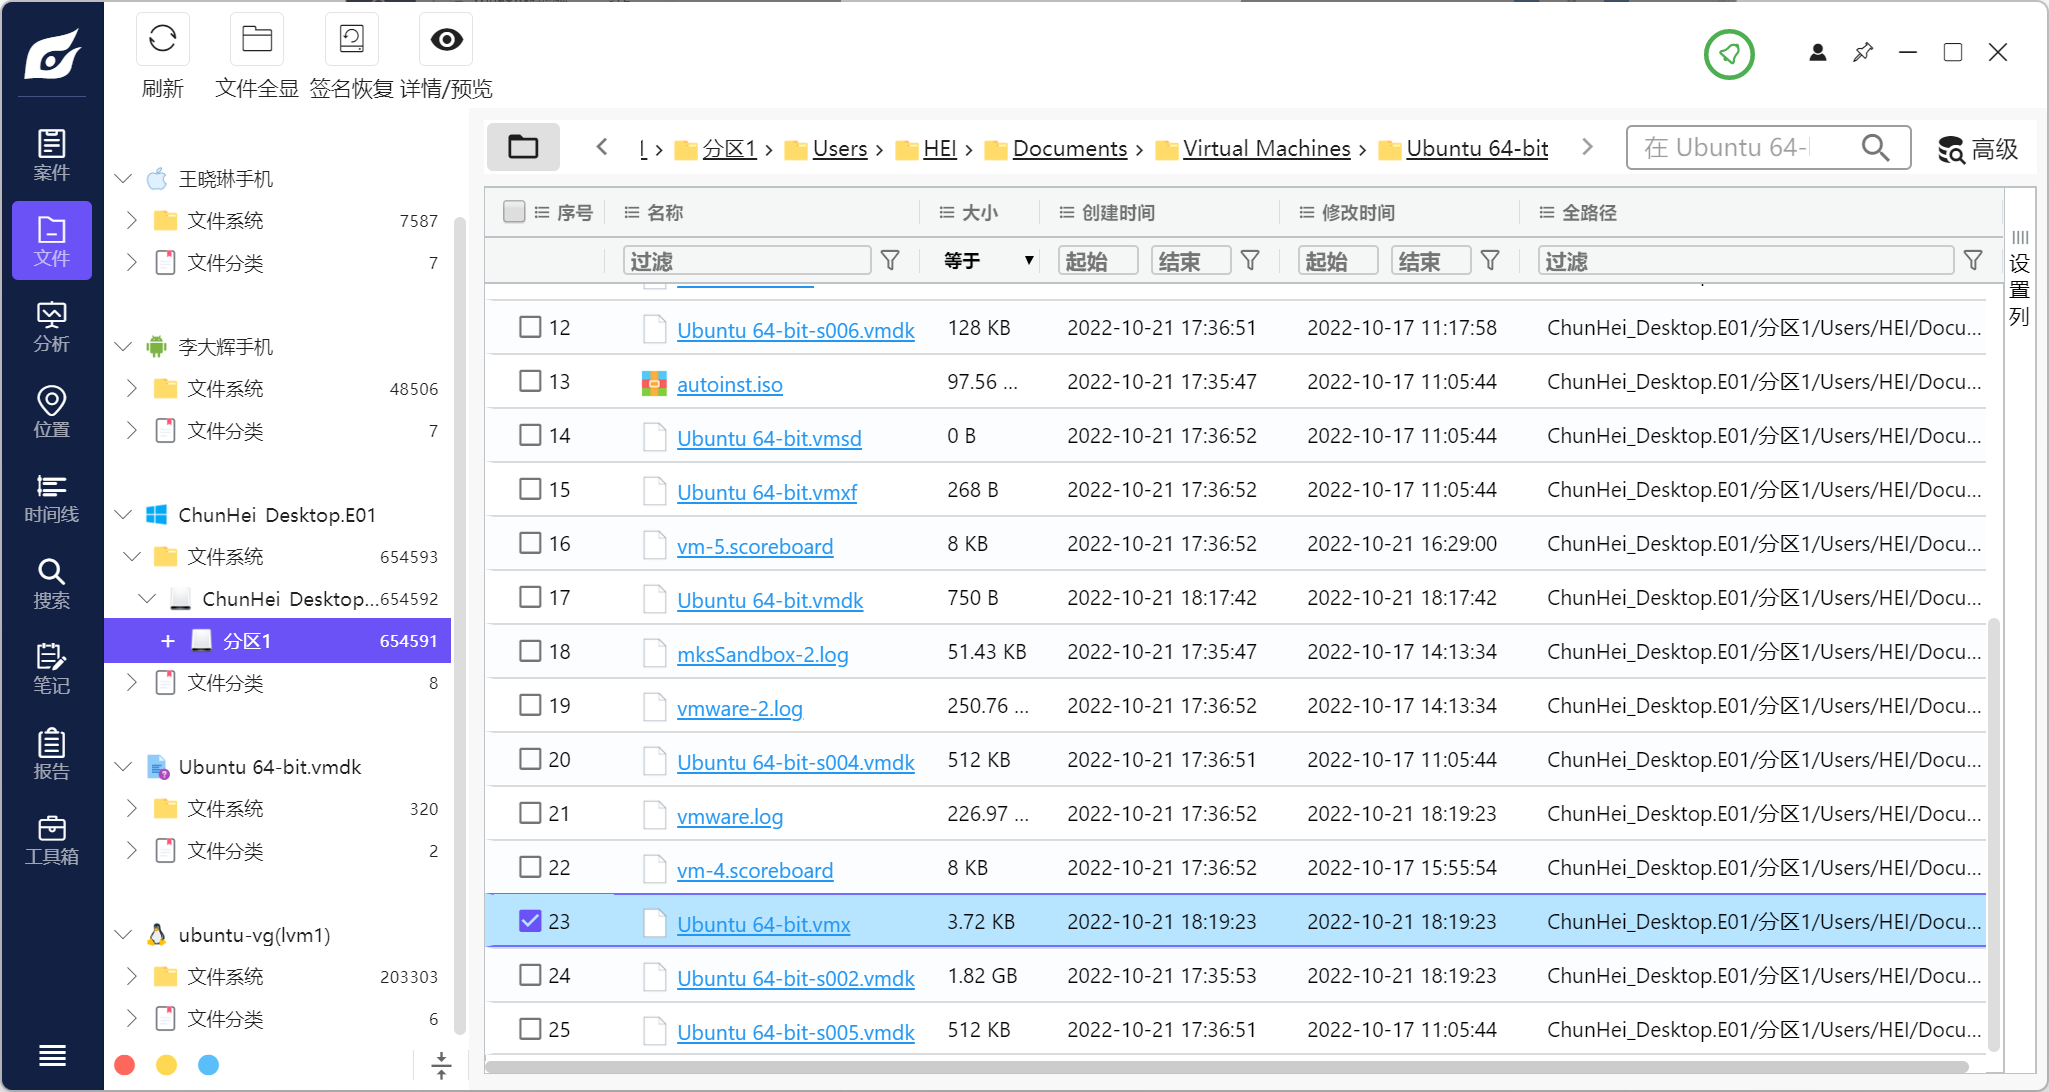 刷新
文件全显
签名恢复
详情/预览
案件
文件
分析
位置
时间线
搜索
笔记
报告
工具箱
王晓琳手机
文件系统 7587
文件分类 7
李大辉手机
文件系统 48506
文件分类 7
ChunHei Desktop.E01
文件系统 654593
ChunHei Desktop...654592
+ 分区1 654591
文件分类 8
Ubuntu 64-bit.vmdk
文件系统 320
文件分类 2
ubuntu-vg(lvm1)
文件系统 203303
文件分类 6
分区1 > Users > HEI > Documents > Virtual Machines > Ubuntu 64-bit
在 Ubuntu 64-
高级
序号 名称 大小 创建时间 修改时间 全路径
过滤 等于 起始 结束 起始 结束 过滤
设置列
12 Ubuntu 64-bit-s006.vmdk 128 KB 2022-10-21 17:36:51 2022-10-17 11:17:58 ChunHei_Desktop.E01/分区1/Users/HEI/Docu...
13 autoinst.iso 97.56 ... 2022-10-21 17:35:47 2022-10-17 11:05:44 ChunHei_Desktop.E01/分区1/Users/HEI/Docu...
14 Ubuntu 64-bit.vmsd 0 B 2022-10-21 17:36:52 2022-10-17 11:05:44 ChunHei_Desktop.E01/分区1/Users/HEI/Docu...
15 Ubuntu 64-bit.vmxf 268 B 2022-10-21 17:36:52 2022-10-17 11:05:44 ChunHei_Desktop.E01/分区1/Users/HEI/Docu...
16 vm-5.scoreboard 8 KB 2022-10-21 17:36:52 2022-10-21 16:29:00 ChunHei_Desktop.E01/分区1/Users/HEI/Docu...
17 Ubuntu 64-bit.vmdk 750 B 2022-10-21 18:17:42 2022-10-21 18:17:42 ChunHei_Desktop.E01/分区1/Users/HEI/Docu...
18 mksSandbox-2.log 51.43 KB 2022-10-21 17:35:47 2022-10-17 14:13:34 ChunHei_Desktop.E01/分区1/Users/HEI/Docu...
19 vmware-2.log 250.76 ... 2022-10-21 17:36:52 2022-10-17 14:13:34 ChunHei_Desktop.E01/分区1/Users/HEI/Docu...
20 Ubuntu 64-bit-s004.vmdk 512 KB 2022-10-21 17:36:51 2022-10-17 11:05:44 ChunHei_Desktop.E01/分区1/Users/HEI/Docu...
21 vmware.log 226.97 ... 2022-10-21 17:36:52 2022-10-21 18:19:23 ChunHei_Desktop.E01/分区1/Users/HEI/Docu...
22 vm-4.scoreboard 8 KB 2022-10-21 17:36:52 2022-10-17 15:55:54 ChunHei_Desktop.E01/分区1/Users/HEI/Docu...
23 Ubuntu 64-bit.vmx 3.72 KB 2022-10-21 18:19:23 2022-10-21 18:19:23 ChunHei_Desktop.E01/分区1/Users/HEI/Docu...
24 Ubuntu 64-bit-s002.vmdk 1.82 GB 2022-10-21 17:35:53 2022-10-21 18:19:23 ChunHei_Desktop.E01/分区1/Users/HEI/Docu...
25 Ubuntu 64-bit-s005.vmdk 512 KB 2022-10-21 17:36:51 2022-10-17 11:05:44 ChunHei_Desktop.E01/分区1/Users/HEI/Docu...